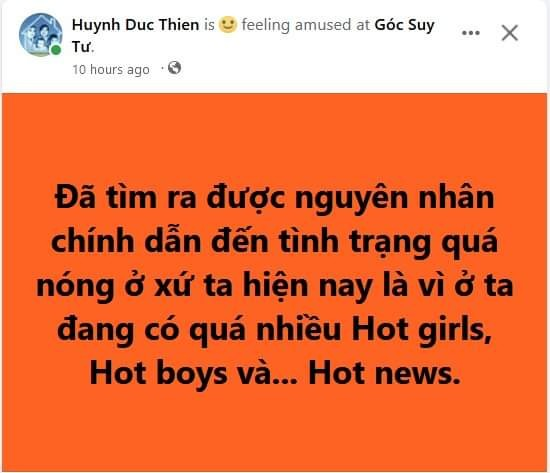 Huynh Duc Thien is feeling amused at Góc Suy
Tư.
10 hours ago
Đã tìm ra được nguyên nhân
chính dẫn đến tình trạng quá
nóng ở xứ ta hiện nay là vì ở ta
đang có quá nhiều Hot girls,
Hot boys và... Hot news.